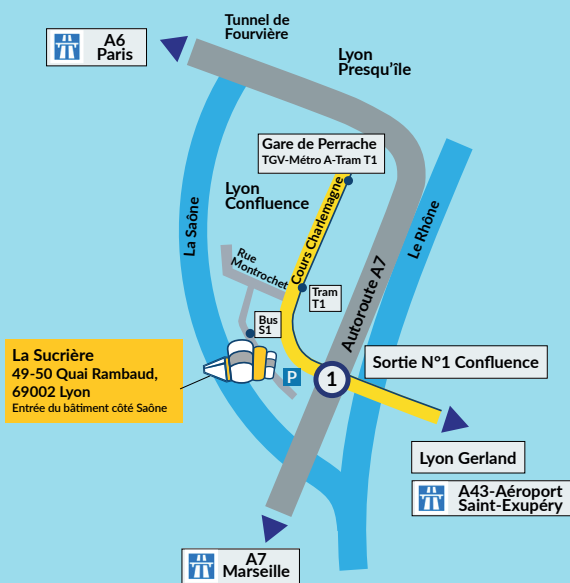 Tunnel de
Fourvière
A6
Paris
Lyon
Presqu'île
Gare de Perrache
TGV-Métro A-Tram T1
Lyon
Confluence
La Saône
Cours Charlemagne
Le Rhône
Rue
Montrochet
Tram
T1
Autoroute A7
Bus
S1
La Sucrière
49-50 Quai Rambaud,
69002 Lyon
Entrée du bâtiment côté Saône
P
1
Sortie N°1 Confluence
Lyon Gerland
A43-Aéroport
Saint-Exupéry
A7
Marseille